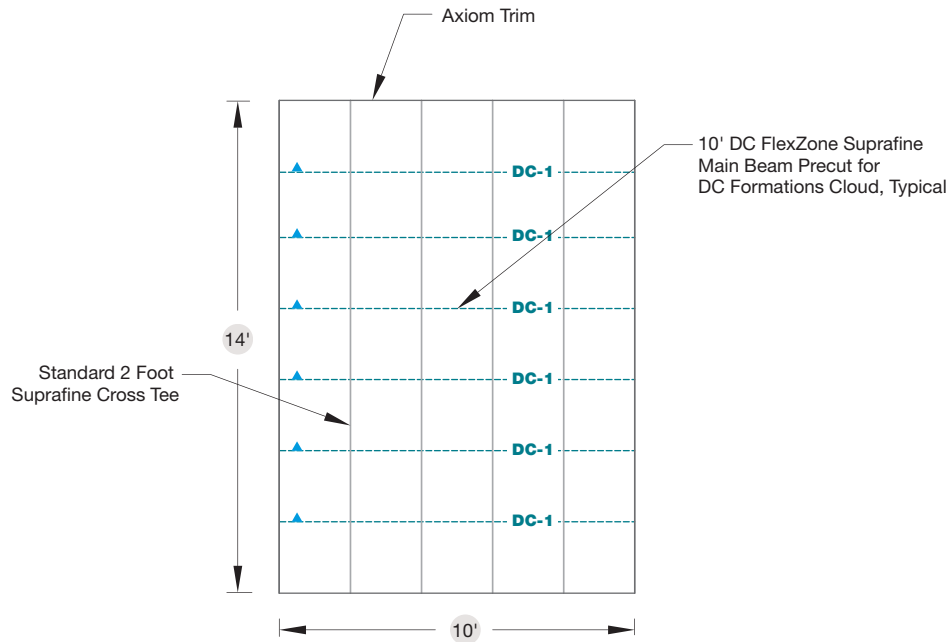 Axiom Trim
10' DC FlexZone Suprafine
Main Beam Precut for
DC Formations Cloud, Typical
DC-1
DC-1
DC-1
14'
Standard 2 Foot
Suprafine Cross Tee
DC-1
DC-1
DC-1
10'